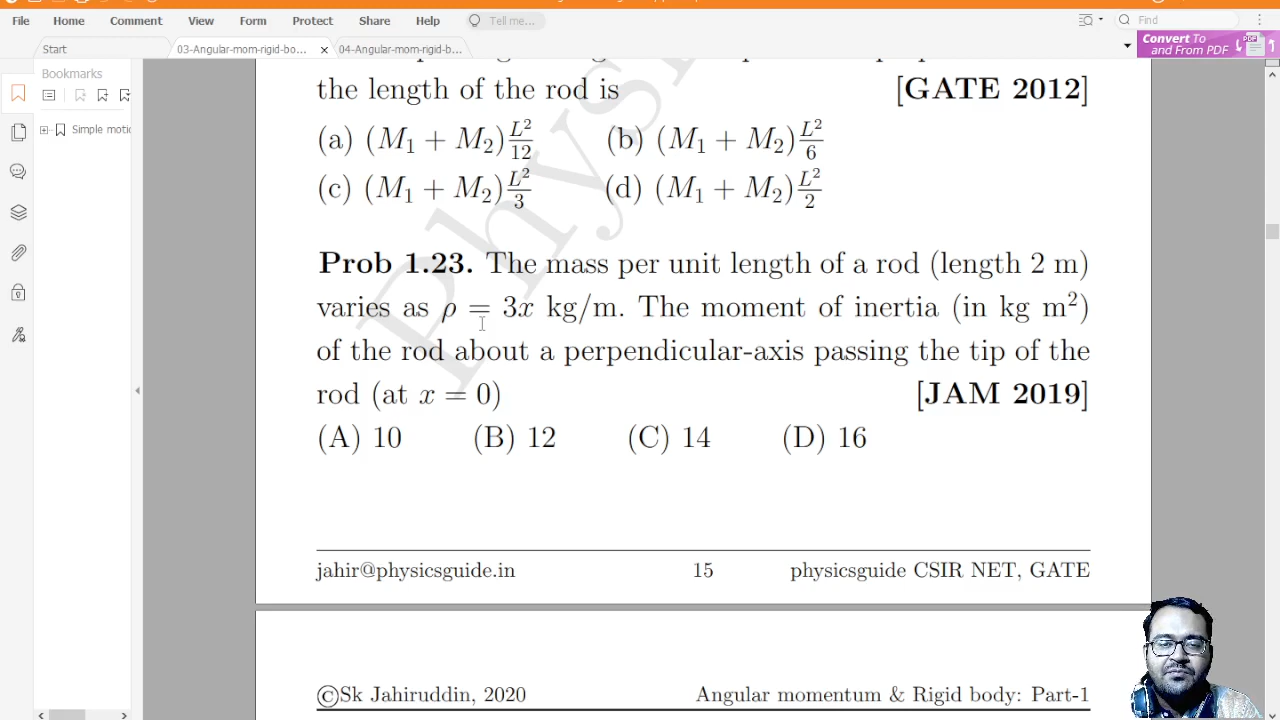 File Home Comment View Form Protect Share Help Tell me... Find
Start 03-Angular-mom-rigid-bo... × 04-Angular-mom-rigid-b...
Convert To and From PDF
Bookmarks
Simple motic
the length of the rod is [GATE 2012]
(a) (M₁ + M₂)L²/12 (b) (M₁ + M₂)L²/6
(c) (M₁ + M₂)L²/3 (d) (M₁ + M₂)L²/2
Prob 1.23. The mass per unit length of a rod (length 2 m)
varies as ρ = 3x kg/m. The moment of inertia (in kg m²)
of the rod about a perpendicular-axis passing the tip of the
rod (at x = 0) [JAM 2019]
(A) 10 (B) 12 (C) 14 (D) 16
jahir@physicsguide.in 15 physicsguide CSIR NET, GATE
©Sk Jahiruddin, 2020 Angular momentum & Rigid body: Part-1
Physi